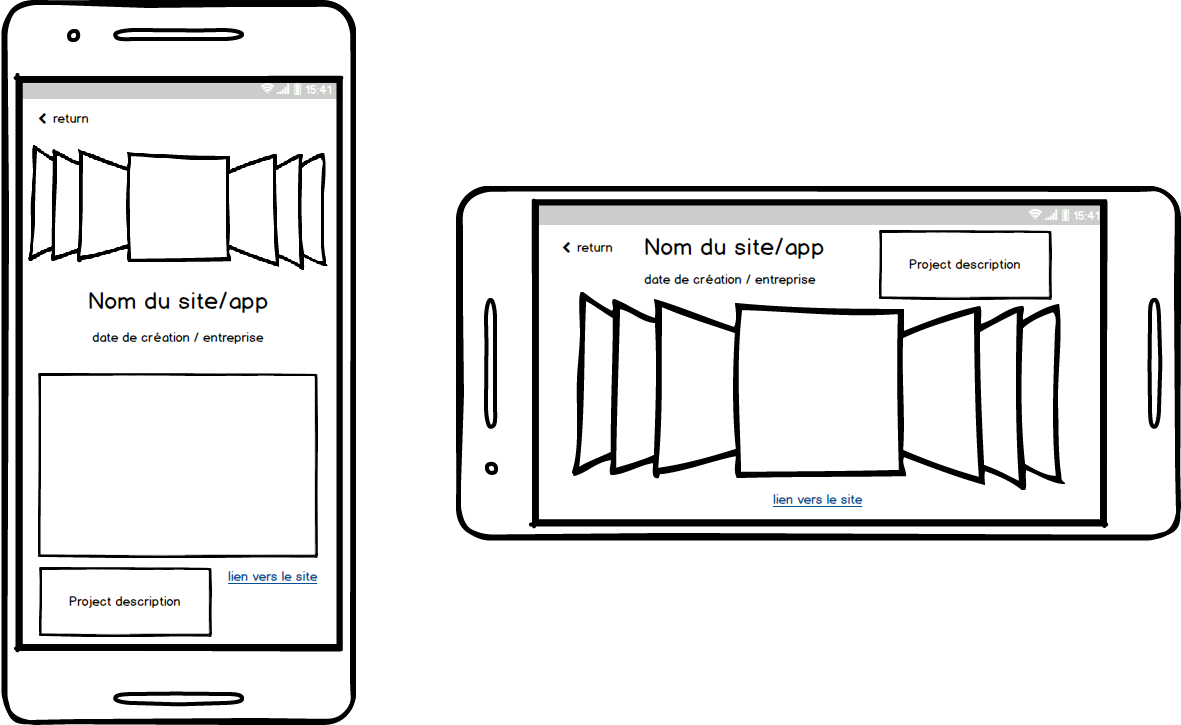 15:41
return
Nom du site/app
date de création / entreprise
lien vers le site
Project description
15:41
return
Nom du site/app
Project description
date de création / entreprise
lien vers le site